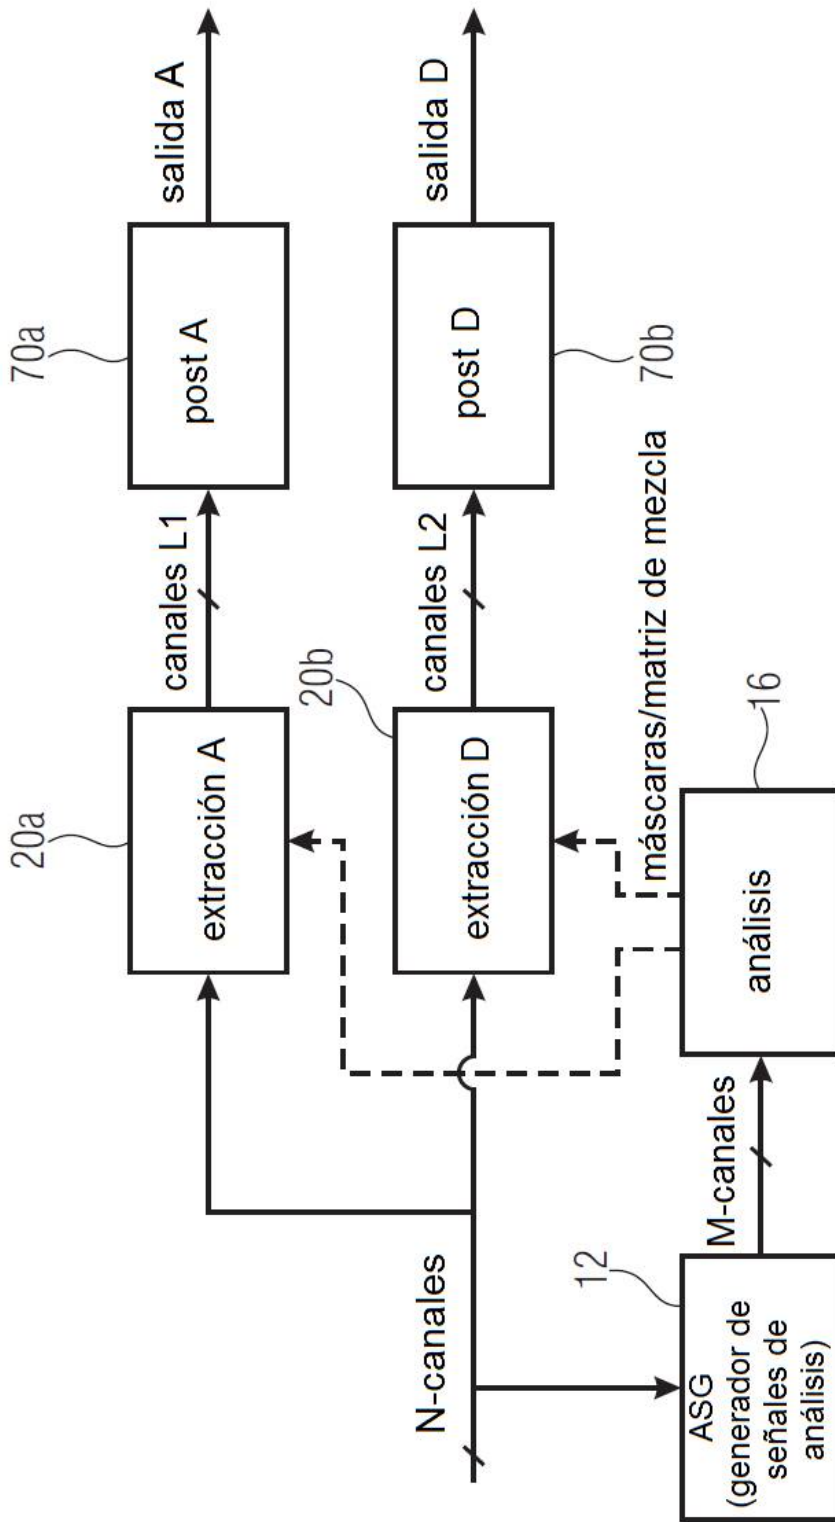 salida A
salida D
70a
post A
post D
70b
canales L1
canales L2
máscaras/matriz de mezcla
20a
extracción A
20b
extracción D
16
análisis
N-canales
M-canales
12
ASG
(generador de
señales de
análisis)